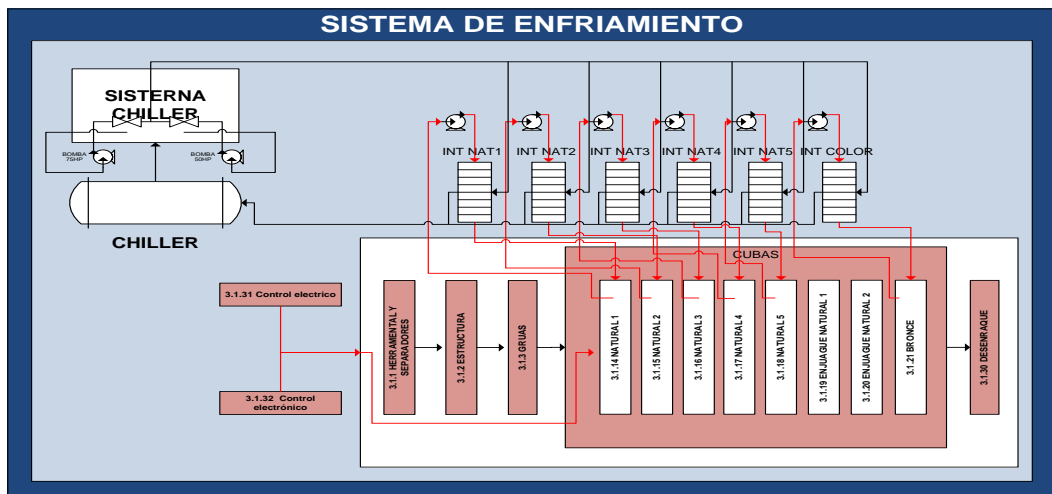 SISTEMA DE ENFRIAMIENTO
SISTERNA
CHILLER
BOMBA
75HP
BOMBA
50HP
CHILLER
INT NAT1
INT NAT2
INT NAT3
INT NAT4
INT NAT5
INT COLOR
CUBAS
3.1.31 Control electrico
3.1.32 Control
electrónico
3.1.1 HERRAMENTAL Y
SEPARADORES
3.1.2 ESTRUCTURA
3.1.3 GRUAS
3.1.14 NATURAL 1
3.1.15 NATURAL 2
3.1.16 NATURAL 3
3.1.17 NATURAL 4
3.1.18 NATURAL 5
3.1.19 ENJUAGUE NATURAL 1
3.1.20 ENJUAGUE NATURAL 2
3.1.21 BRONCE
3.1.30 DESENRAQUE